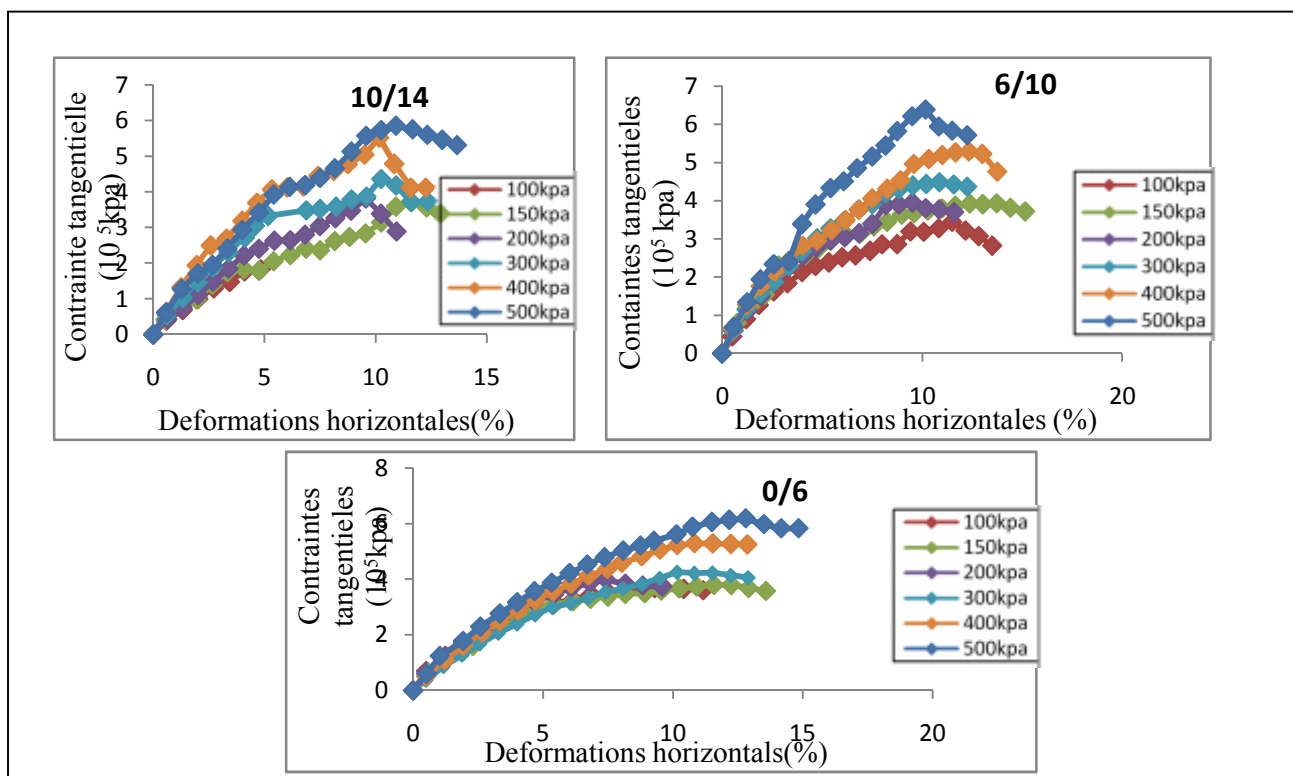 10/14
Contrainte tangentielle
(10 5kpa)
7
6
5
4
3
2
1
0
0 5 10 15
Deformations horizontales(%)
100kpa
150kpa
200kpa
300kpa
400kpa
500kpa
6/10
Containtes tangentieles
(10⁵ kpa)
7
6
5
4
3
2
1
0
0 10 20
Deformations horizontales (%)
100kpa
150kpa
200kpa
300kpa
400kpa
500kpa
0/6
Contraintes
tangentieles
(10⁵kpa)
8
6
4
2
0
0 5 10 15 20
Deformations horizontals(%)
100kpa
150kpa
200kpa
300kpa
400kpa
500kpa